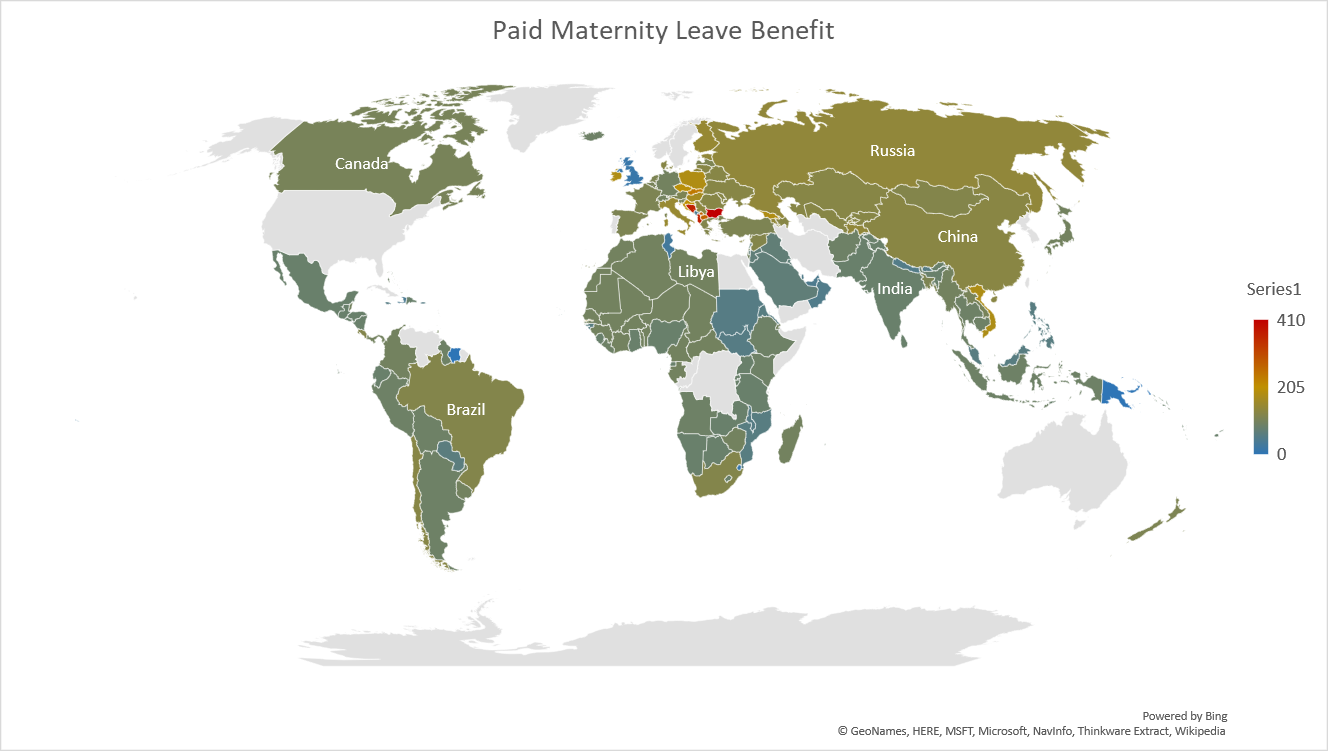 Paid Maternity Leave Benefit
Canada
Russia
China
Libya
India
Brazil
Series1
410
205
0
Powered by Bing
© GeoNames, HERE, MSFT, Microsoft, NavInfo, Thinkware Extract, Wikipedia